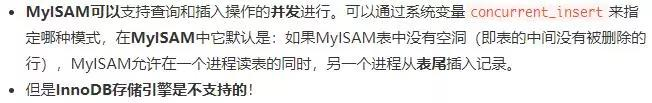 • MyISAM可以支持查询和插入操作的并发进行。可以通过系统变量 concurrent_insert 来指
定哪种模式，在MyISAM中它默认是：如果MyISAM表中没有空洞（即表的中间没有被删除的
行），MyISAM允许在一个进程读表的同时，另一个进程从表尾插入记录。
• 但是InnoDB存储引擎是不支持的！